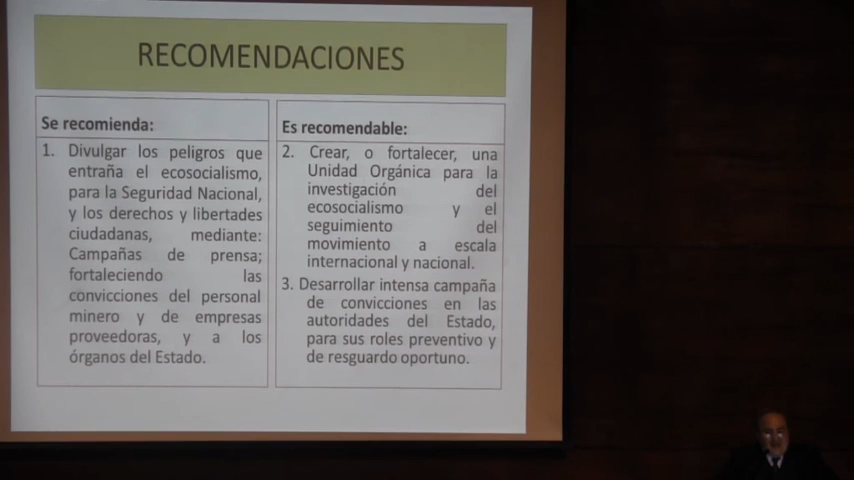 RECOMENDACIONES
Se recomienda:
1. Divulgar los peligros que
entraña el ecosocialismo,
para la Seguridad Nacional,
y los derechos y libertades
ciudadanas, mediante:
Campañas de prensa;
fortaleciendo las
convicciones del personal
minero y de empresas
proveedoras, y a los
órganos del Estado.
Es recomendable:
2. Crear, o fortalecer, una
Unidad Orgánica para la
investigación del
ecosocialismo y el
seguimiento del
movimiento a escala
internacional y nacional.
3. Desarrollar intensa campaña
de convicciones en las
autoridades del Estado,
para sus roles preventivo y
de resguardo oportuno.